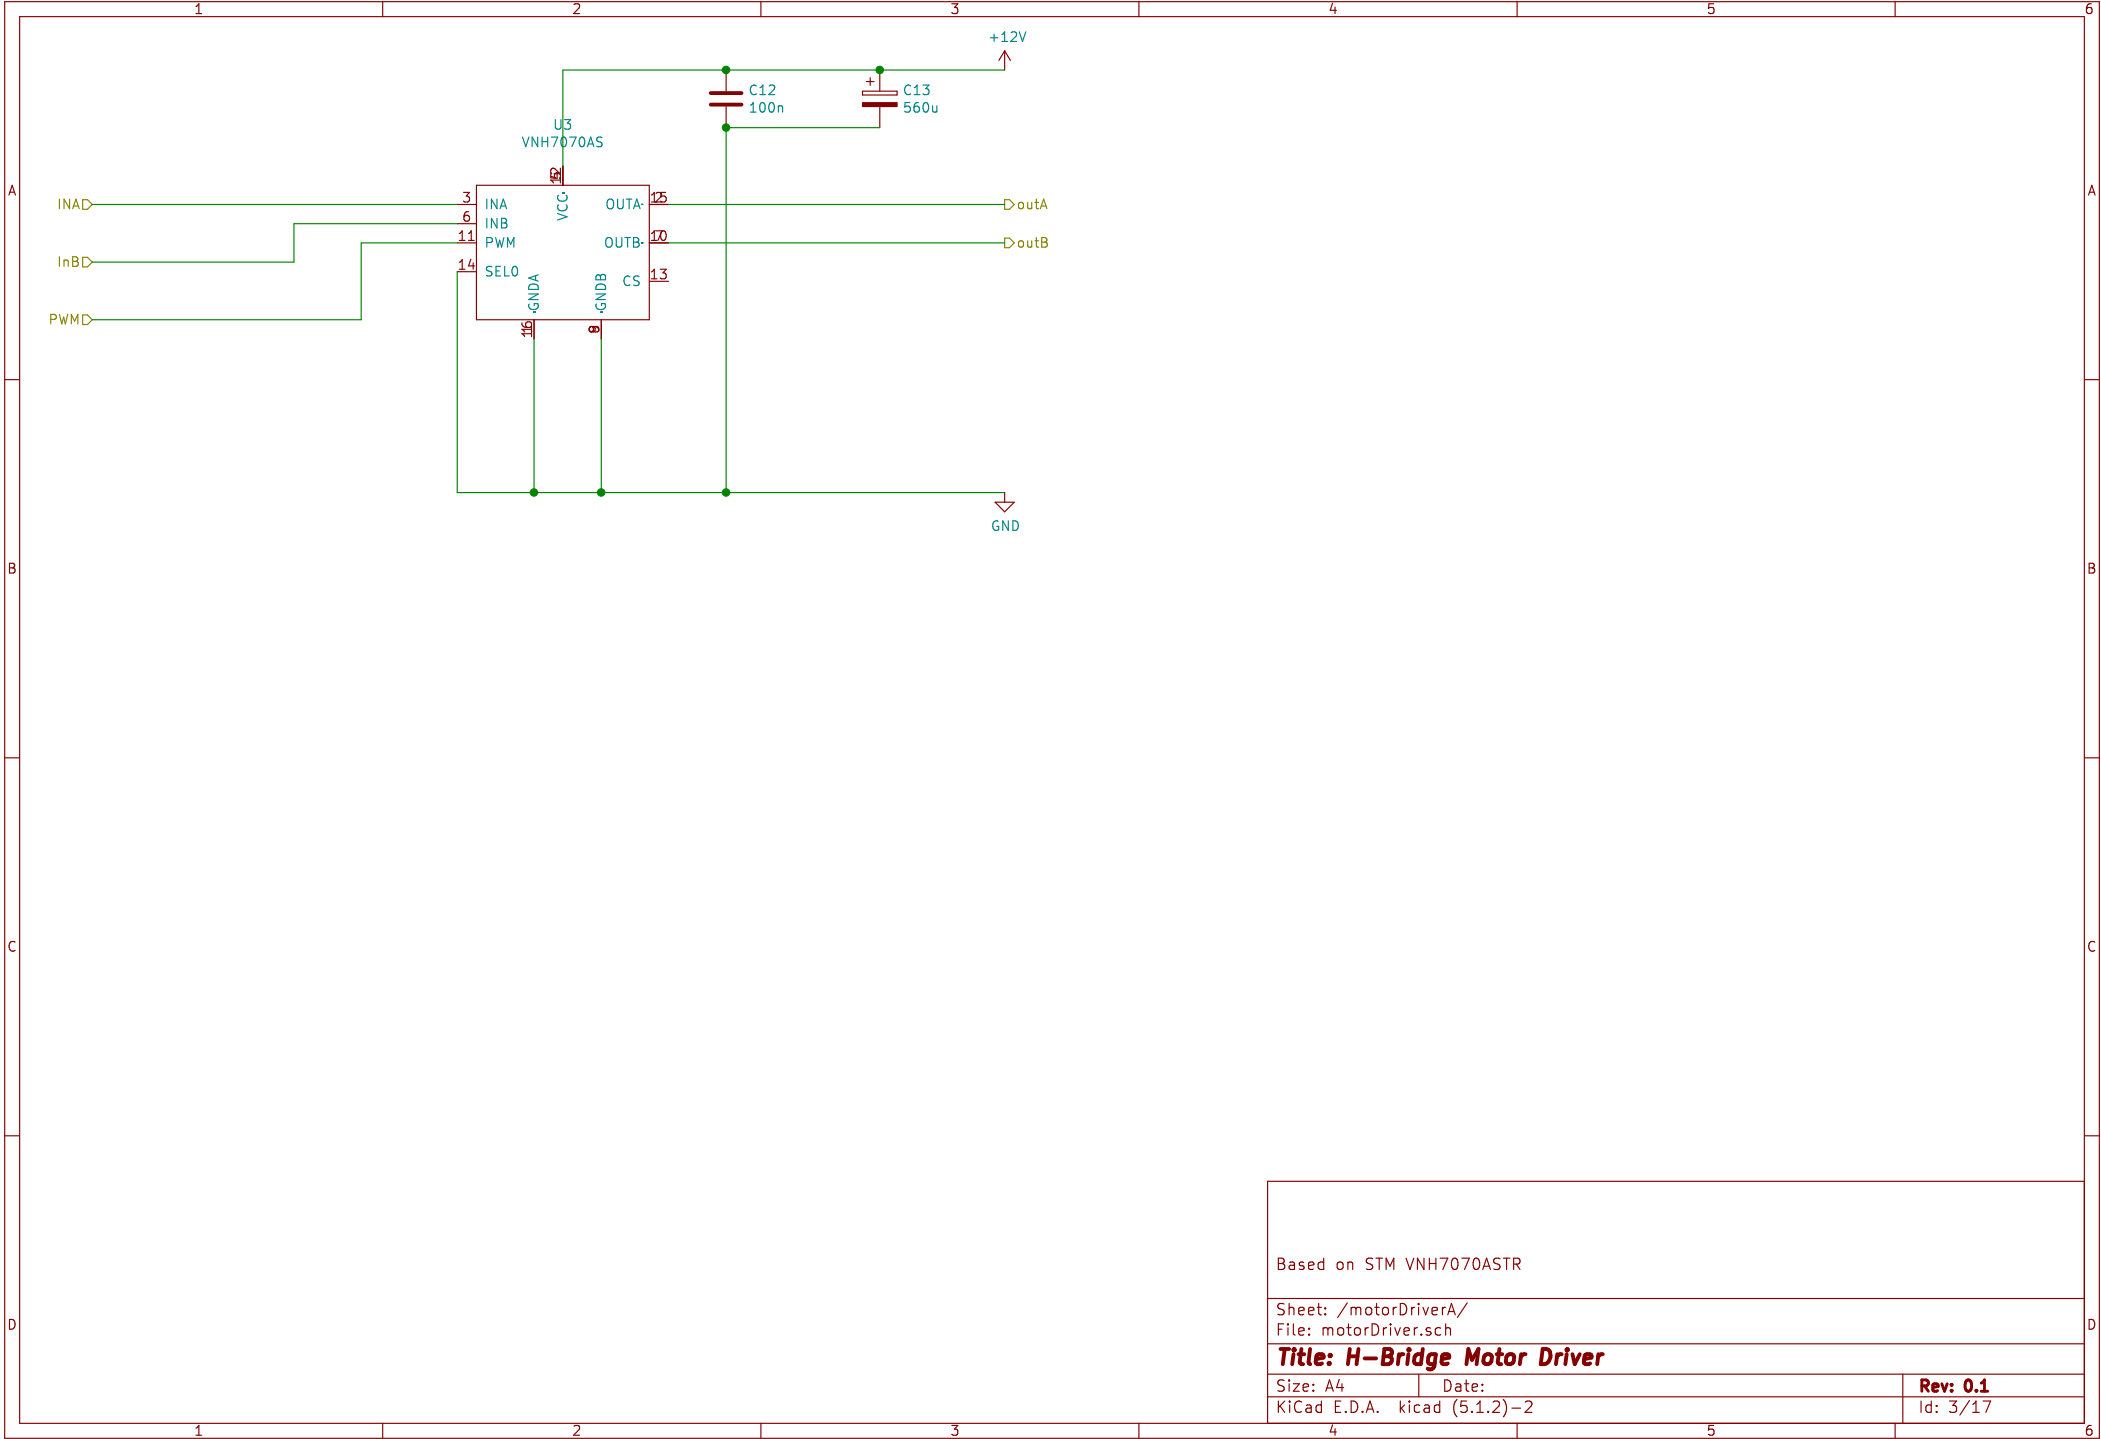 1 2 3 4 5 6
+12V
C12
100n
C13
560u
U3
VNH7070AS
A
A
INA
3
INA
VCC
OUTA
outA
6
INB
11
PWM
OUTB
outB
InB
14
SEL0
CS
13
GNDA
GNDB
PWM
GND
B
B
C
C
Based on STM VNH7070ASTR
Sheet: /motorDriverA/
File: motorDriver.sch
D
D
Title: H-Bridge Motor Driver
Size: A4
Date:
Rev: 0.1
KiCad E.D.A. kicad (5.1.2)-2
Id: 3/17
1 2 3 4 5 6